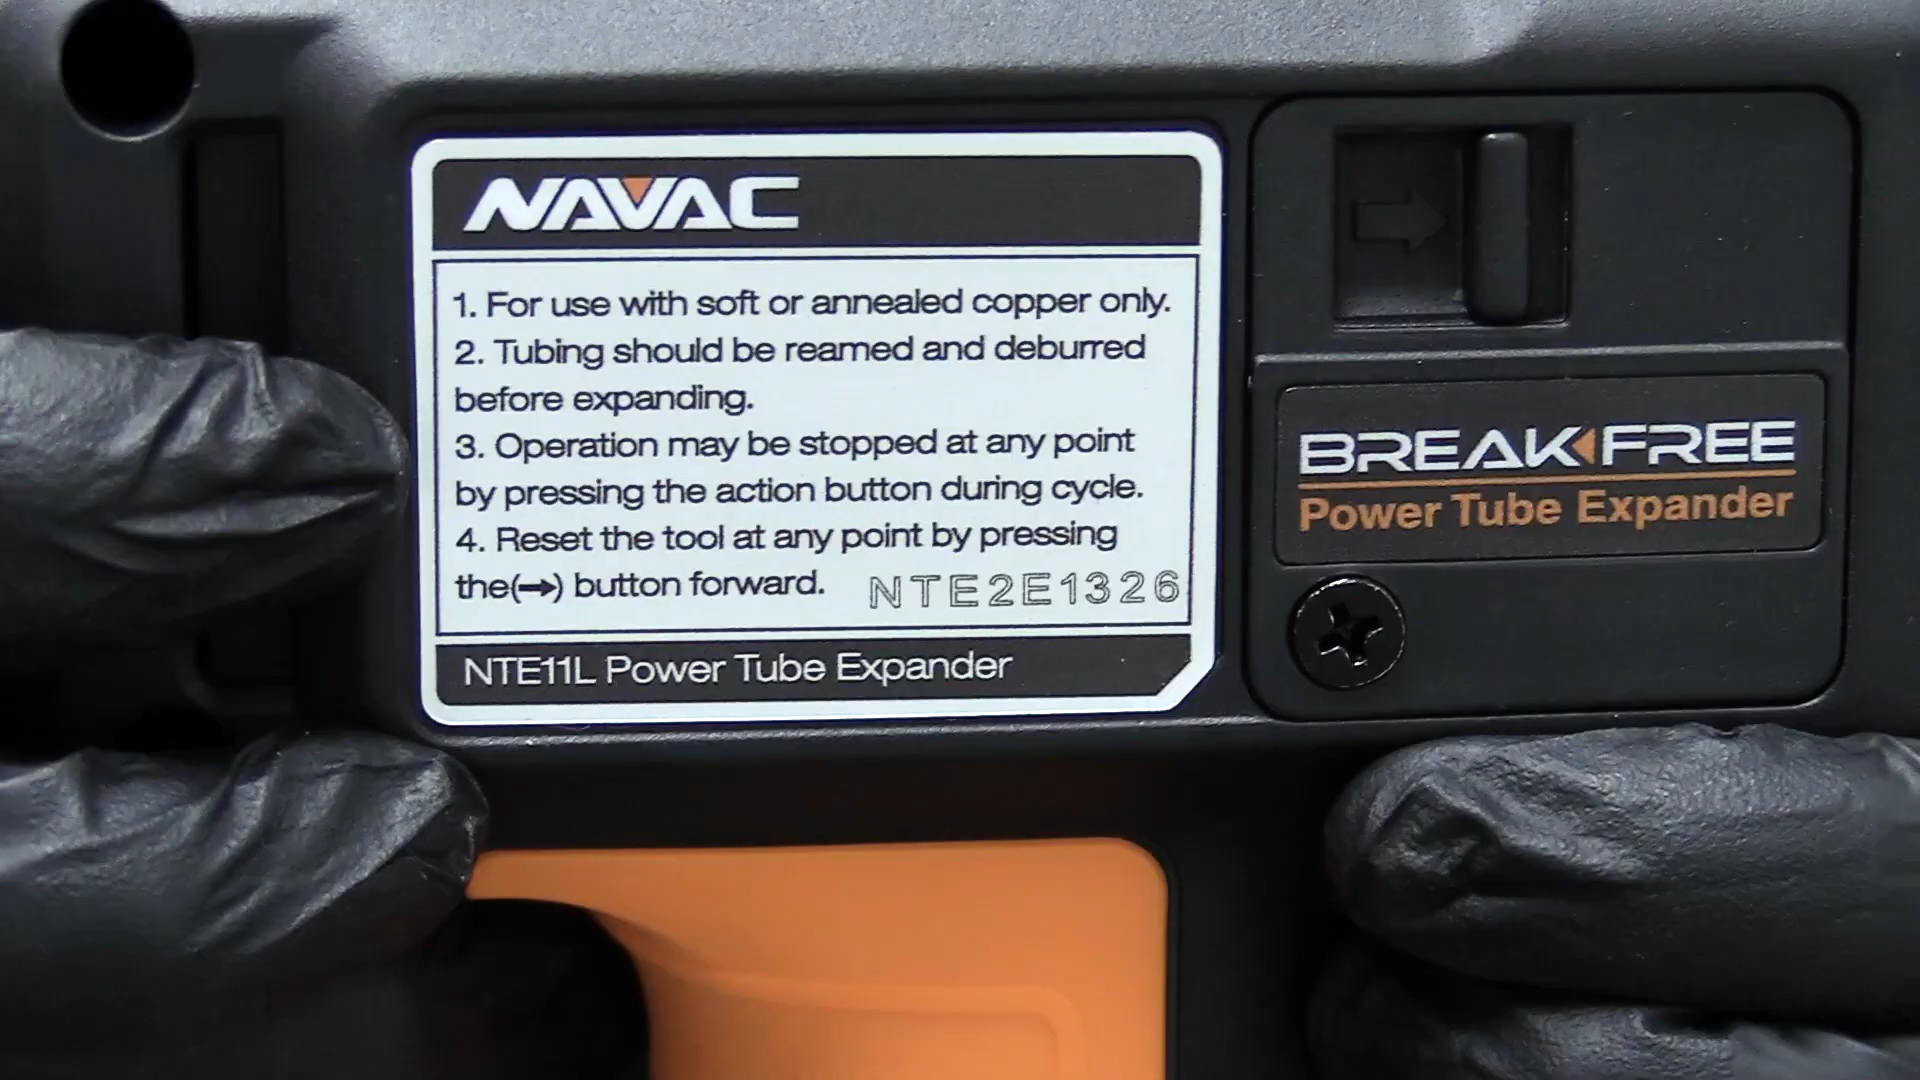 NAVAC
1. For use with soft or annealed copper only.
2. Tubing should be reamed and deburred
before expanding.
3. Operation may be stopped at any point
by pressing the action button during cycle.
4. Reset the tool at any point by pressing
the(→) button forward.
NTE2E1326
NTE11L Power Tube Expander
BREAK FREE
Power Tube Expander